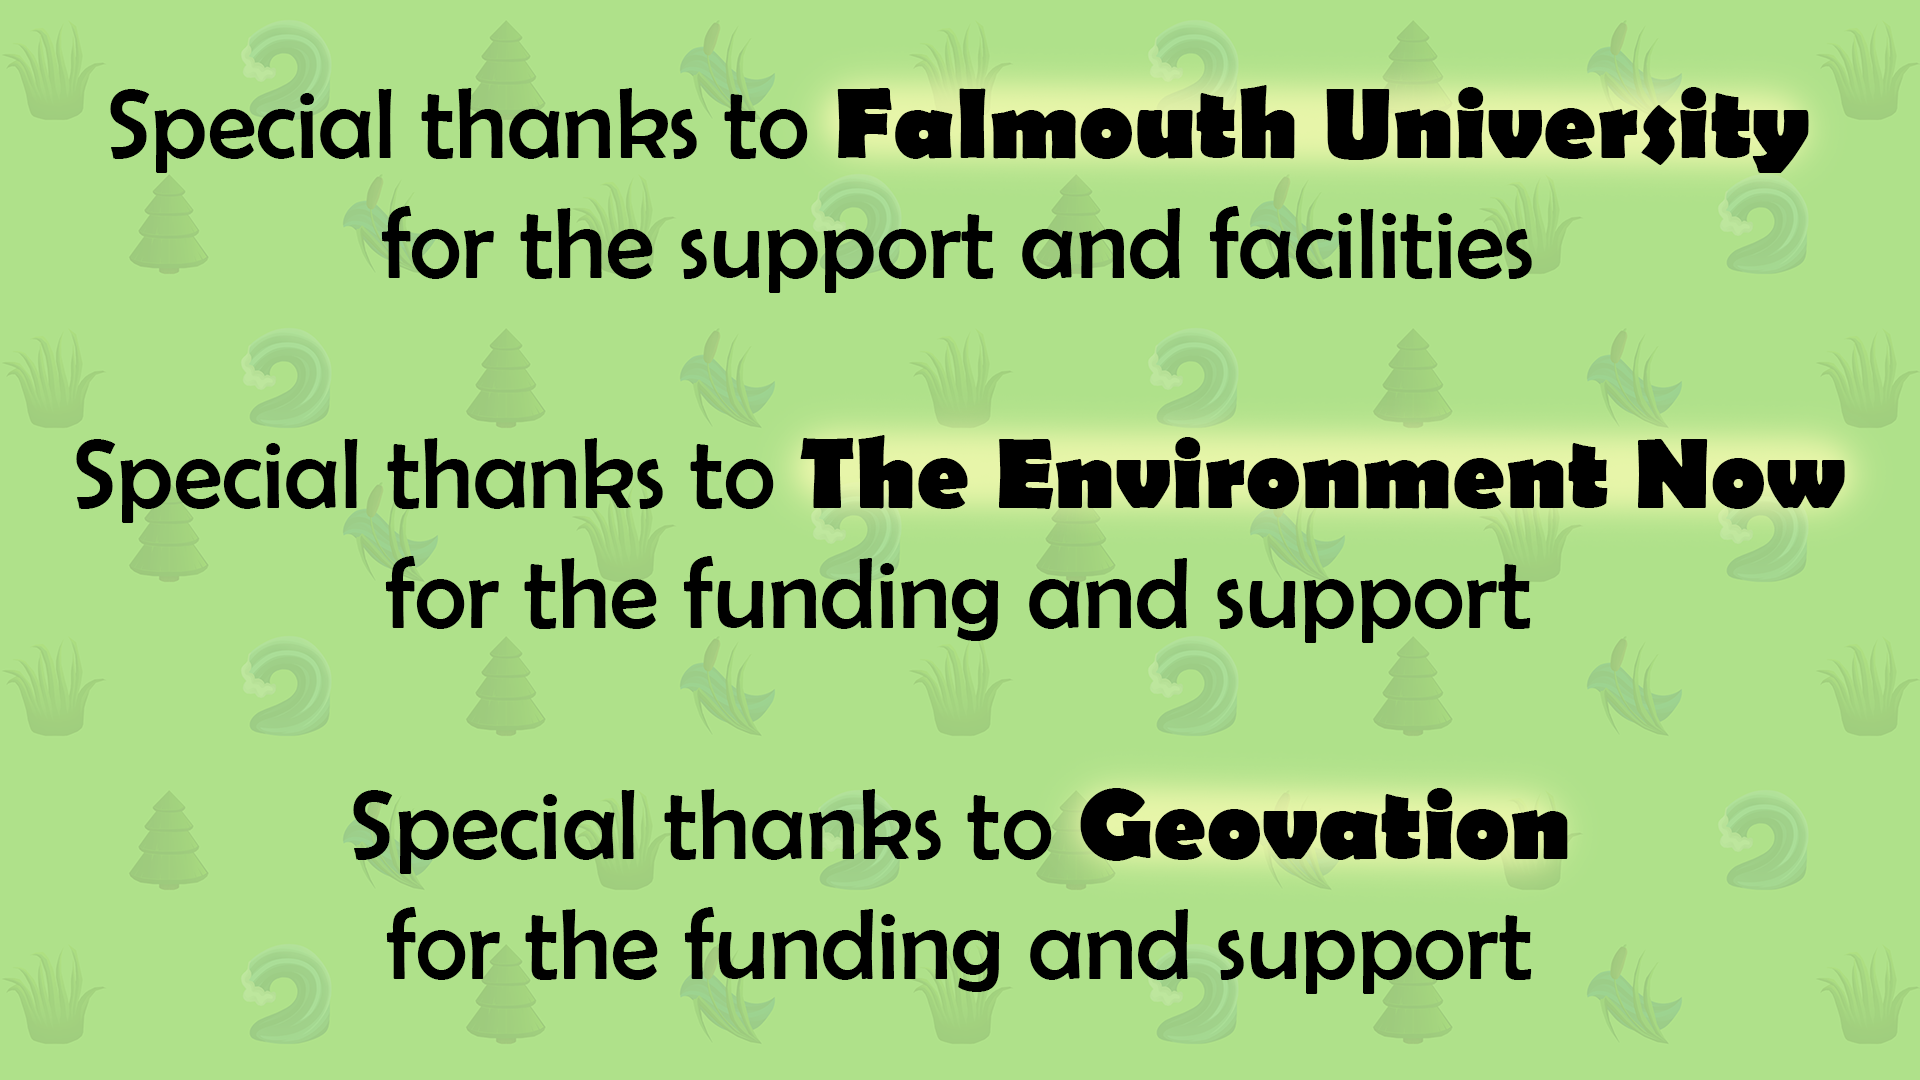 Special thanks to Falmouth University
for the support and facilities
Special thanks to The Environment Now
for the funding and support
Special thanks to Geovation
for the funding and support